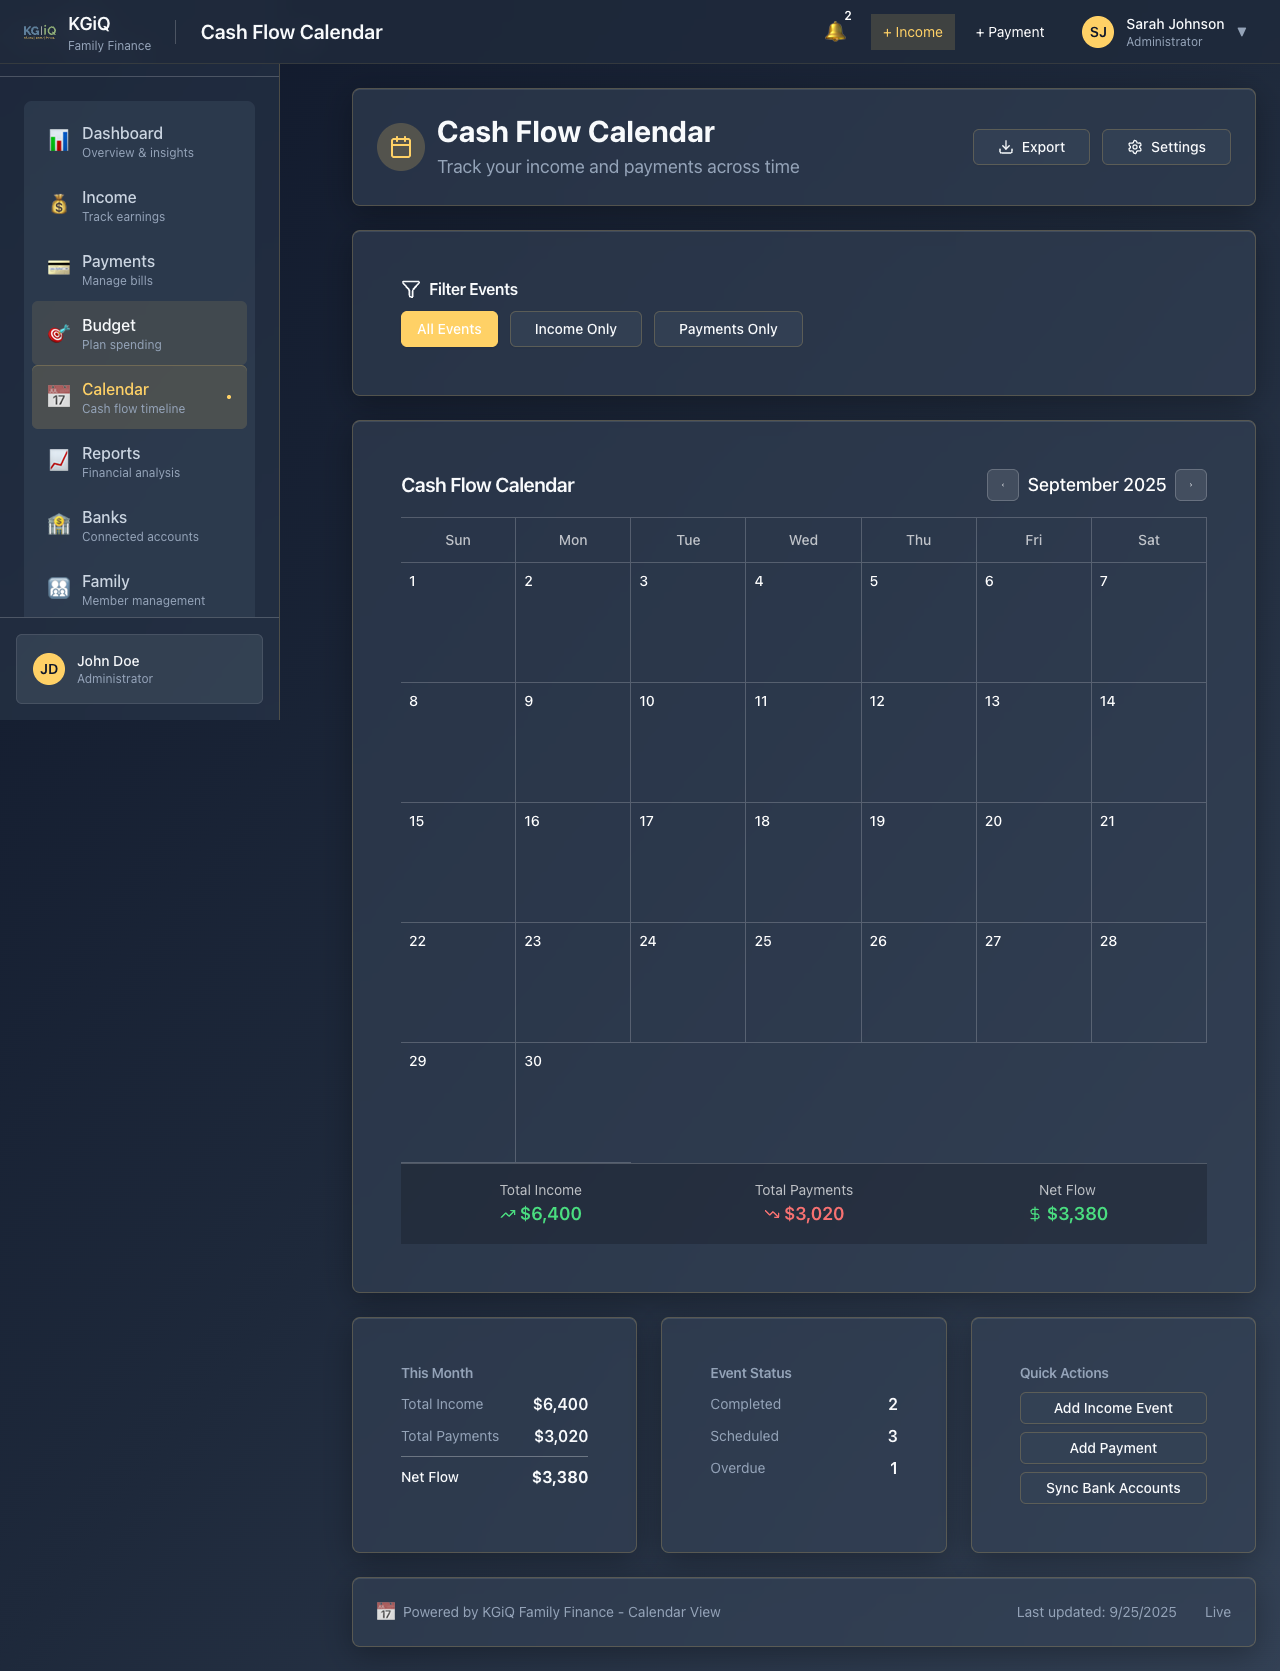 KGiQ
KGiQ
Family Finance
Cash Flow Calendar
2
+ Income
+ Payment
SJ
Sarah Johnson
Administrator
Dashboard
Overview & insights
Income
Track earnings
Payments
Manage bills
Budget
Plan spending
17
Calendar
Cash flow timeline
Reports
Financial analysis
Banks
Connected accounts
Family
Member management
JD
John Doe
Administrator
Cash Flow Calendar
Track your income and payments across time
Export
Settings
Filter Events
All Events
Income Only
Payments Only
Cash Flow Calendar
‹ September 2025 ›
Sun Mon Tue Wed Thu Fri Sat
1 2 3 4 5 6 7
8 9 10 11 12 13 14
15 16 17 18 19 20 21
22 23 24 25 26 27 28
29 30
Total Income Total Payments Net Flow
$6,400 $3,020 $ $3,380
This Month
Total Income $6,400
Total Payments $3,020
Net Flow $3,380
Event Status
Completed 2
Scheduled 3
Overdue 1
Quick Actions
Add Income Event
Add Payment
Sync Bank Accounts
17 Powered by KGiQ Family Finance - Calendar View
Last updated: 9/25/2025 Live